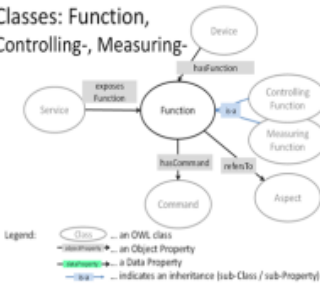 Classes: Function,
Controlling-, Measuring-
Device
hasFunction
exposes
Function
Service
Function
is-a
Controlling
Function
Measuring
Function
hasCommand
refersTo
Command
Aspect
Legend:
Class
... an OWL class
... an Object Property
... a Data Property
is-a
... indicates an inheritance (sub-Class / sub-Property)